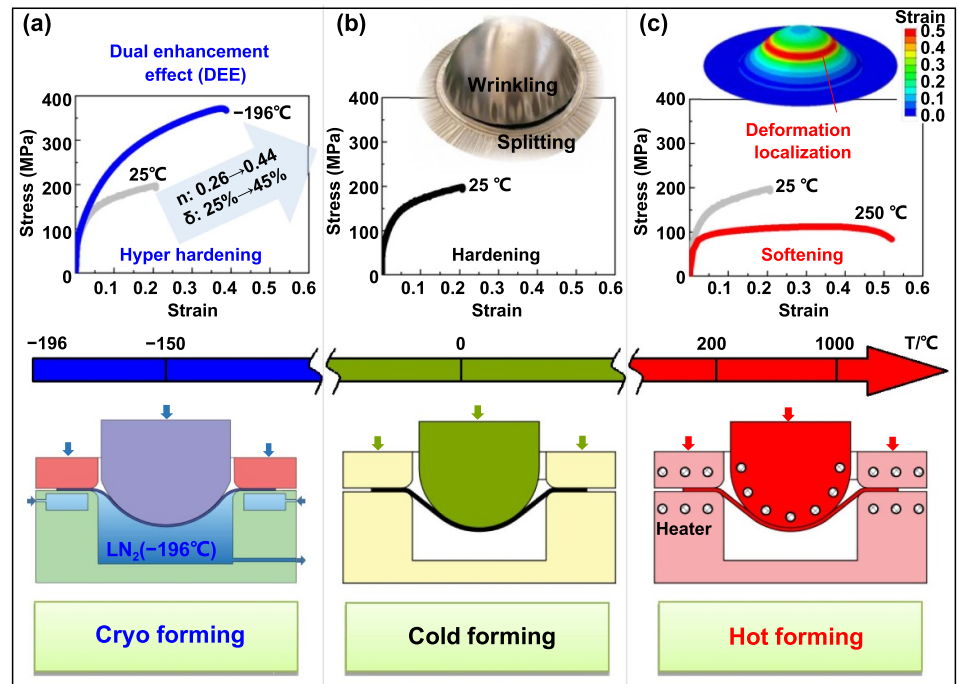 (a)
Dual enhancement
effect (DEE)
400
300
200
100
0
Stress (MPa)
−196℃
25℃
n: 0.26→0.44
δ: 25%→45%
Hyper hardening
0.1 0.2 0.3 0.4 0.5 0.6
Strain
(b)
Wrinkling
Splitting
400
300
200
100
0
Stress (MPa)
25 ℃
Hardening
0.1 0.2 0.3 0.4 0.5 0.6
Strain
(c)
Strain
0.5
0.4
0.3
0.2
0.1
0.0
Deformation
localization
400
300
200
100
0
Stress (MPa)
25 ℃
250 ℃
Softening
0.1 0.2 0.3 0.4 0.5 0.6
Strain
−196 −150 0 200 1000 T/℃
LN2(−196℃)
Heater
Cryo forming
Cold forming
Hot forming